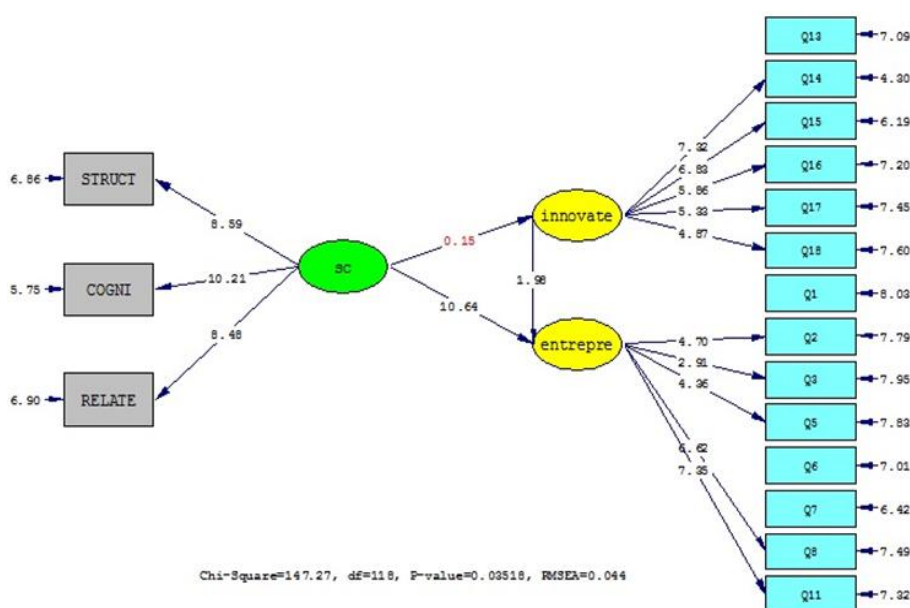 Q13
7.09
Q14
4.30
Q15
6.19
7.32
6.83
6.86
STRUCT
5.86
Q16
7.20
5.33
Q17
7.45
innovate
4.87
8.59
0.15
Q18
7.60
SC
10.21
1.98
5.75
COGNI
Q1
8.03
10.64
Q2
7.79
4.70
entrepre
2.91
Q3
7.95
8.48
4.36
6.90
RELATE
Q5
7.83
6.62
Q6
7.01
7.35
Q7
6.42
Q8
7.49
Chi-Square=147.27, df=118, P-value=0.03518, RMSEA=0.044
Q11
7.32